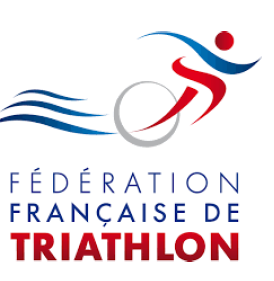 FÉDÉRATION
FRANÇAISE DE
TRIATHLON